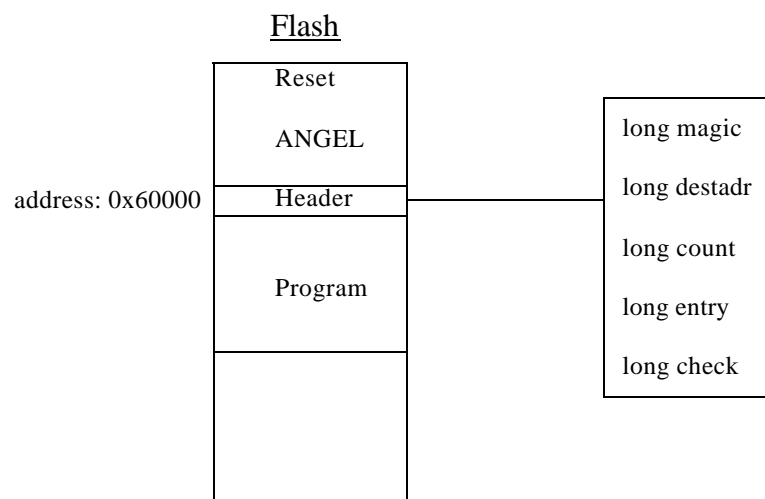 Flash
Reset
ANGEL
address: 0x60000
Header
Program
long magic
long destadr
long count
long entry
long check